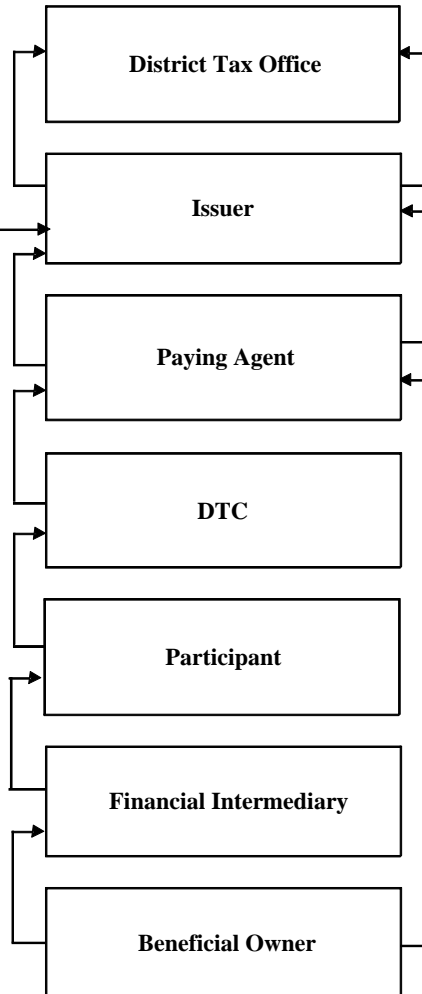 District Tax Office
Issuer
Paying Agent
DTC
Participant
Financial Intermediary
Beneficial Owner